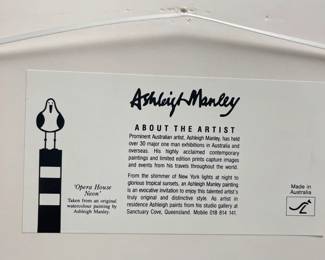 Ashleigh Manley
ABOUT THE ARTIST
Prominent Australian artist, Ashleigh Manley, has held
over 30 major one man exhibitions in Australia and
overseas. His highly acclaimed contemporary
paintings and limited edition prints capture images
and events from his travels throughout the world.
From the shimmer of New York lights at night to
glorious tropical sunsets, an Ashleigh Manley painting
is an evocative invitation to enjoy this talented artist's
truly original and distinctive style. As artist in
residence Ashleigh paints from his studio gallery at
Sanctuary Cove, Queensland. Mobile 018 814 141.
'Opera House
Neon'
Taken from an original
watercolour painting by
Ashleigh Manley.
Made in
Australia